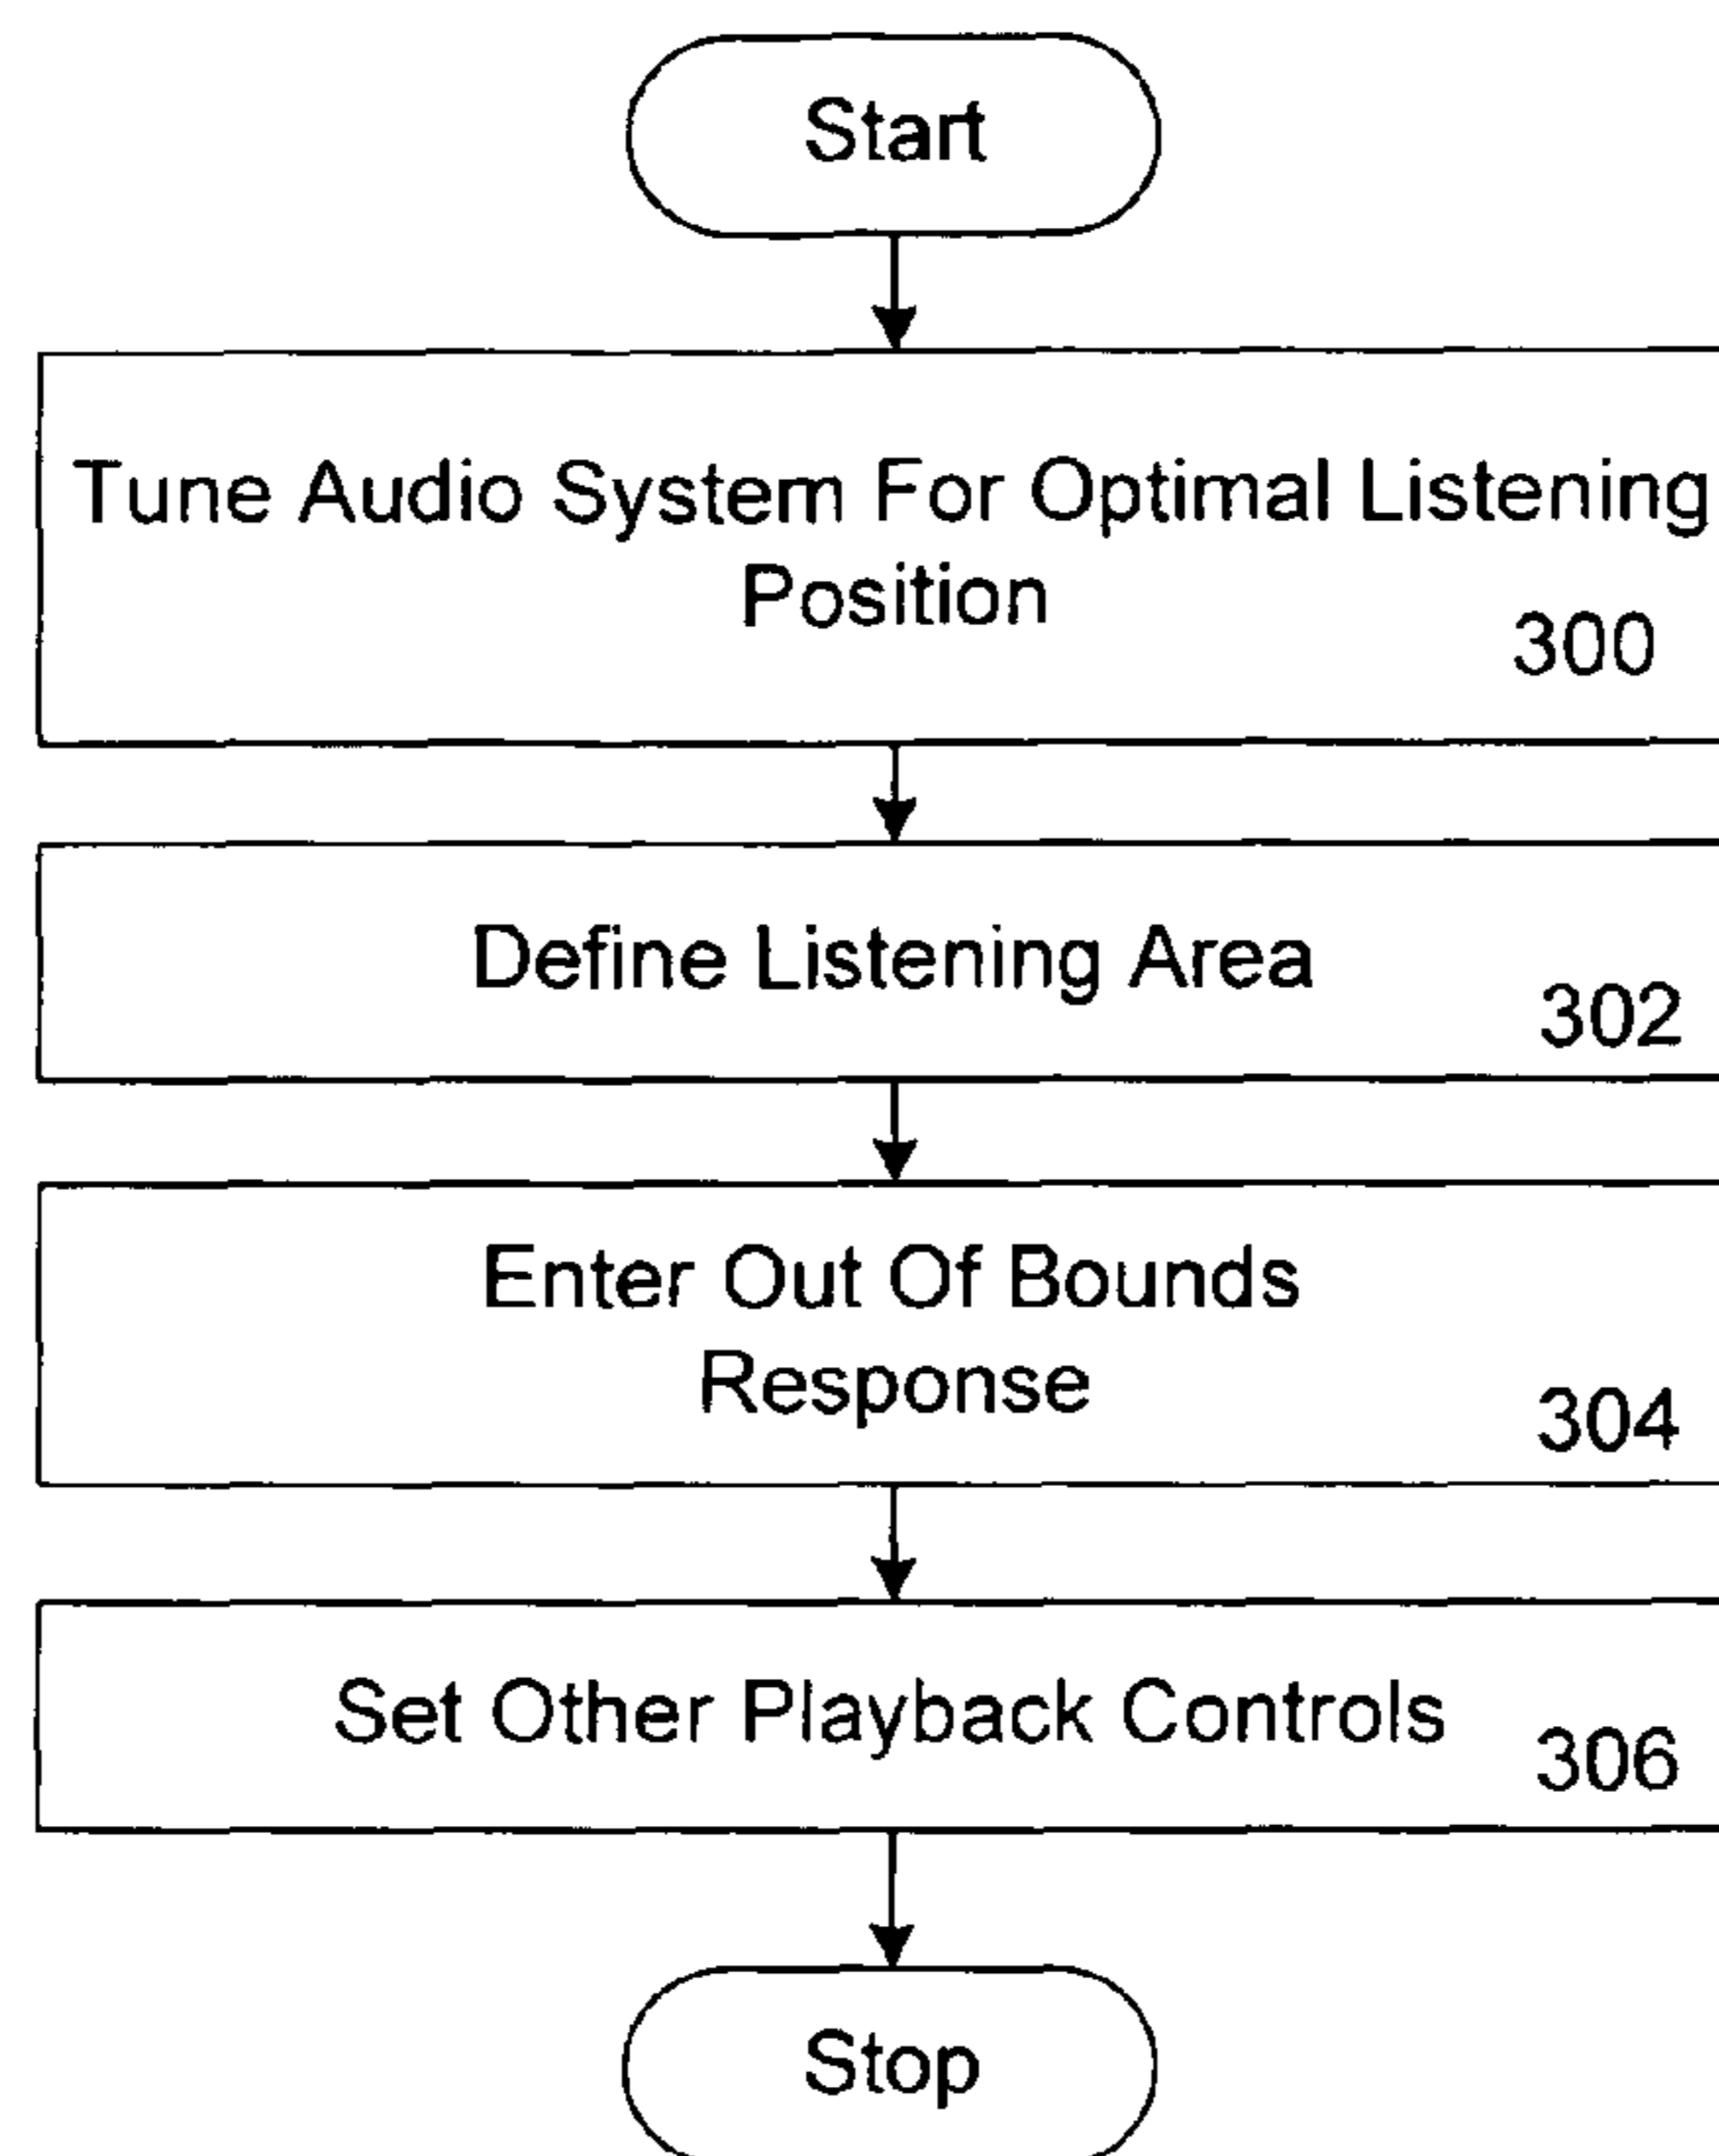 Start
Tune Audio System For Optimal Listening
Position
300
Define Listening Area
302
Enter Out Of Bounds
Response
304
Set Other Playback Controls
306
Stop